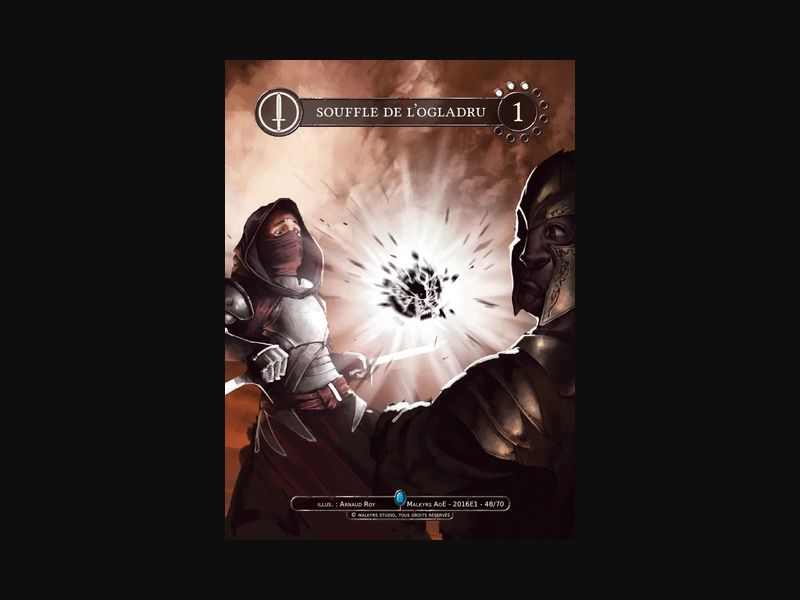 SOUFFLE DE L'OGLADRU 1
ILLUS. : ARNAUD ROY MALKYRS AOE - 2016E1 - 48/70
© MALKYRS STUDIO, TOUS DROITS RÉSERVÉS